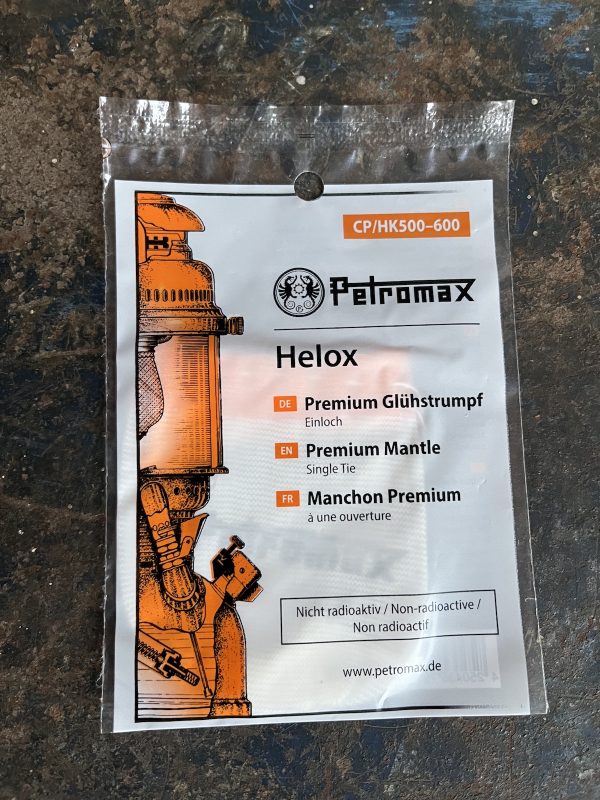 CP/HK500–600
Petromax
Helox
DE Premium Glühstrumpf
Einloch
EN Premium Mantle
Single Tie
FR Manchon Premium
à une ouverture
Nicht radioaktiv / Non-radioactive /
Non radioactif
www.petromax.de